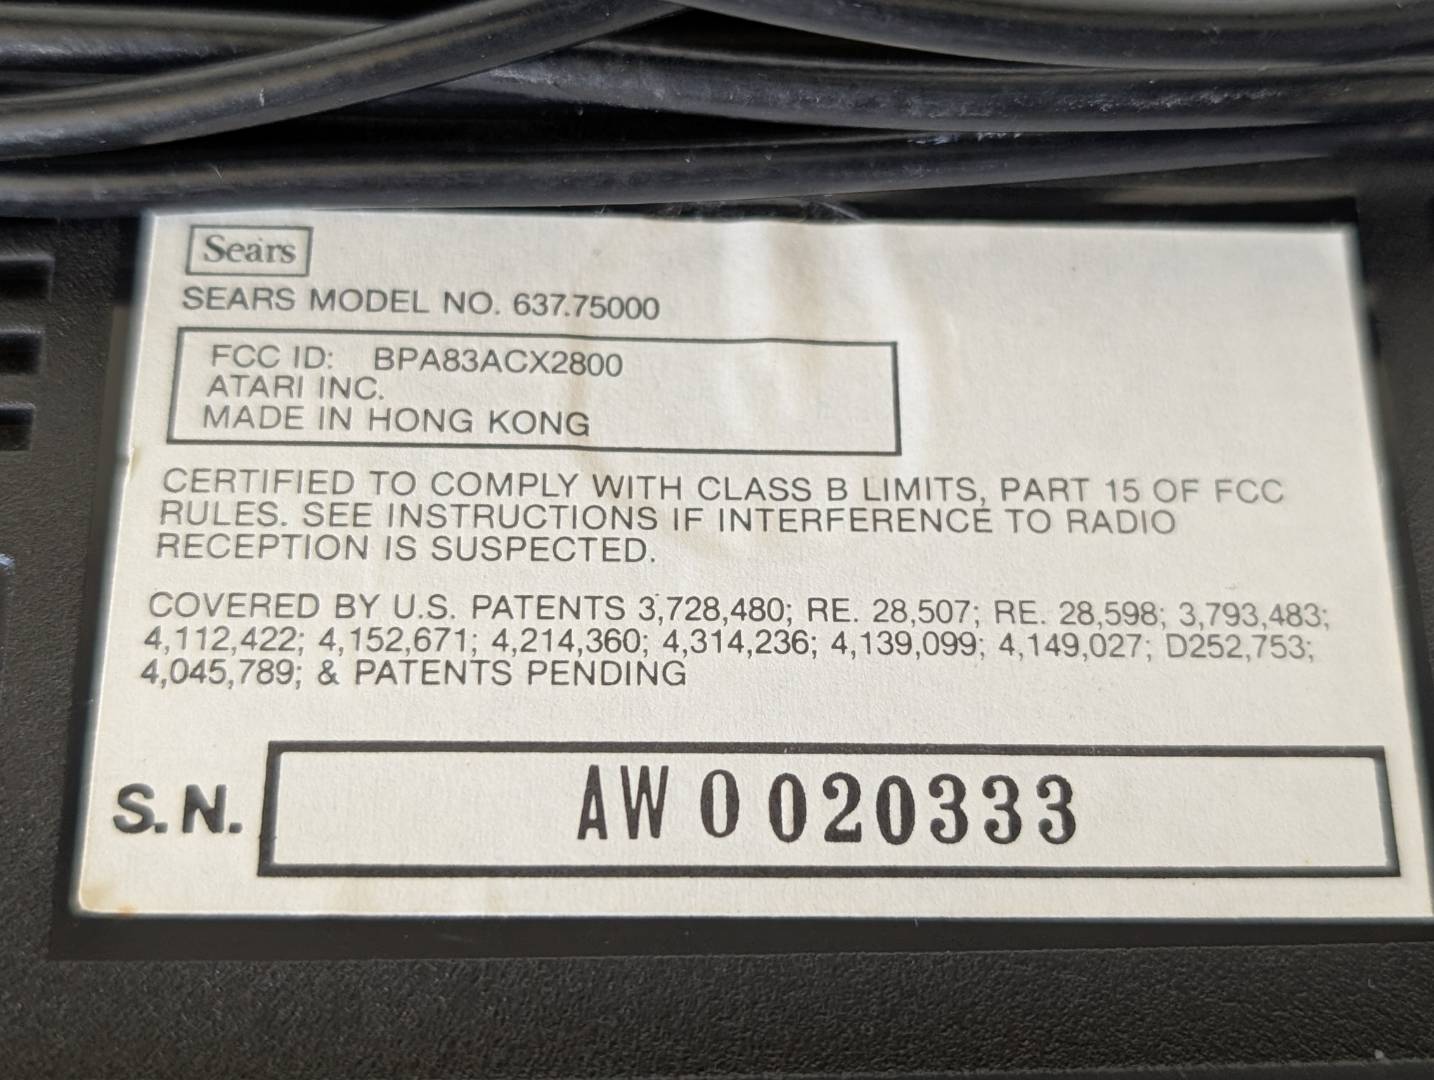 Sears
SEARS MODEL NO. 637.75000
FCC ID: BPA83ACX2800
ATARI INC.
MADE IN HONG KONG
CERTIFIED TO COMPLY WITH CLASS B LIMITS, PART 15 OF FCC
RULES. SEE INSTRUCTIONS IF INTERFERENCE TO RADIO
RECEPTION IS SUSPECTED.
COVERED BY U.S. PATENTS 3,728,480; RE. 28,507; RE. 28,598; 3,793,483;
4,112,422; 4,152,671; 4,214,360; 4,314,236; 4,139,099; 4,149,027; D252,753;
4,045,789; & PATENTS PENDING
S.N. AW 0 020333